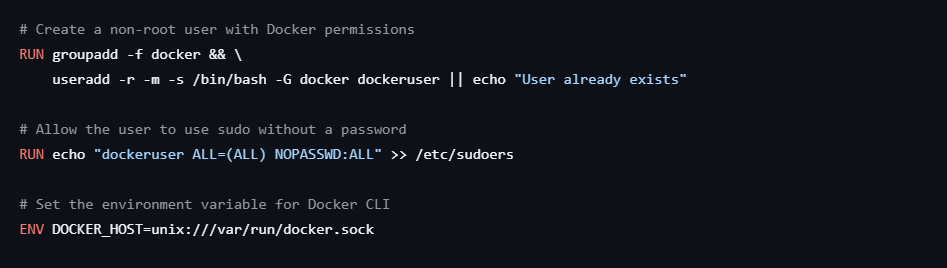 # Create a non-root user with Docker permissions
RUN groupadd -f docker && \
    useradd -r -m -s /bin/bash -G docker dockeruser || echo "User already exists"
# Allow the user to use sudo without a password
RUN echo "dockeruser ALL=(ALL) NOPASSWD:ALL" >> /etc/sudoers
# Set the environment variable for Docker CLI
ENV DOCKER_HOST=unix:///var/run/docker.sock